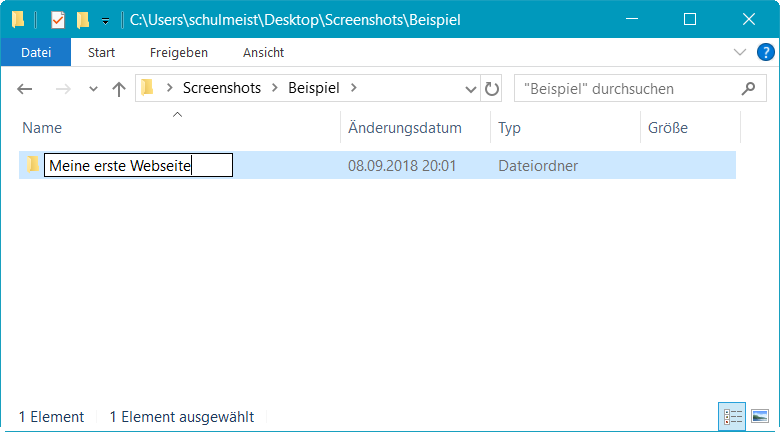 C:\Users\schulmeist\Desktop\Screenshots\Beispiel
Datei Start Freigeben Ansicht ?
Screenshots Beispiel "Beispiel" durchsuchen
Name Änderungsdatum Typ Größe
Meine erste Webseite 08.09.2018 20:01 Dateiordner
1 Element 1 Element ausgewählt